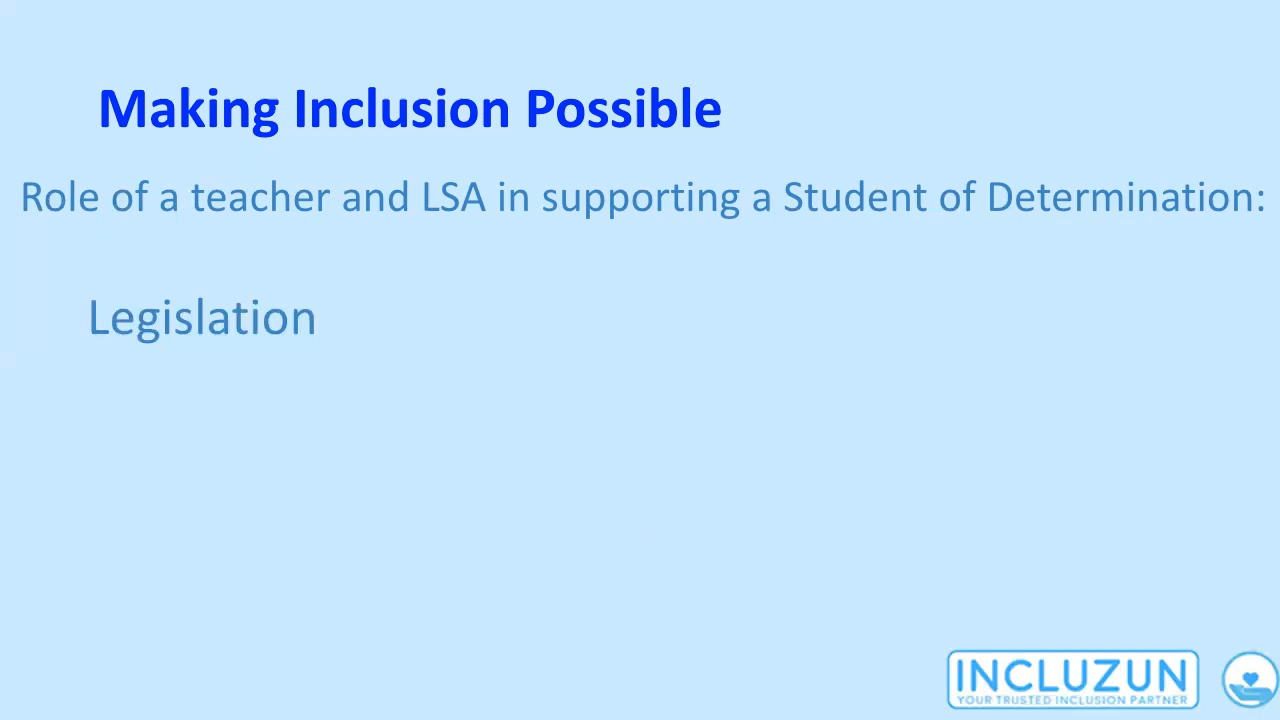 Making Inclusion Possible
Role of a teacher and LSA in supporting a Student of Determination:
Legislation
INCLUZUN
YOUR TRUSTED INCLUSION PARTNER